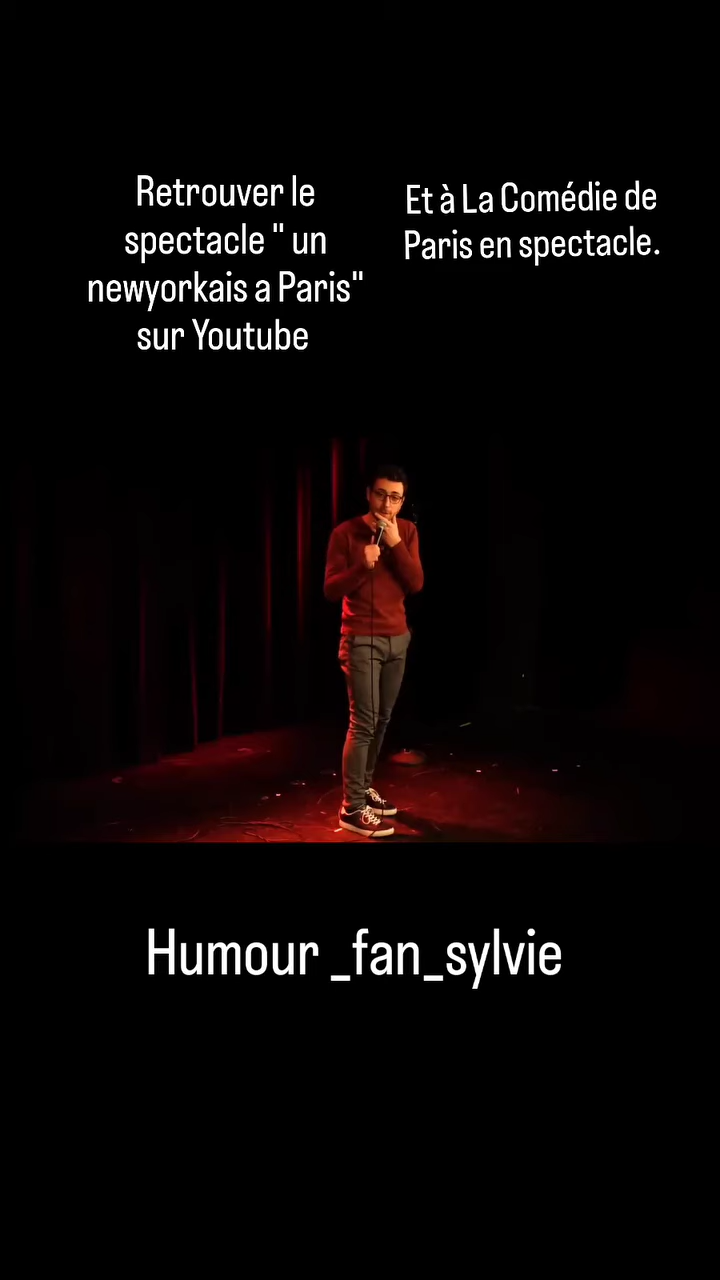 Retrouver le
spectacle " un
newyorkais a Paris"
sur Youtube
Et à La Comédie de
Paris en spectacle.
Humour _fan_sylvie